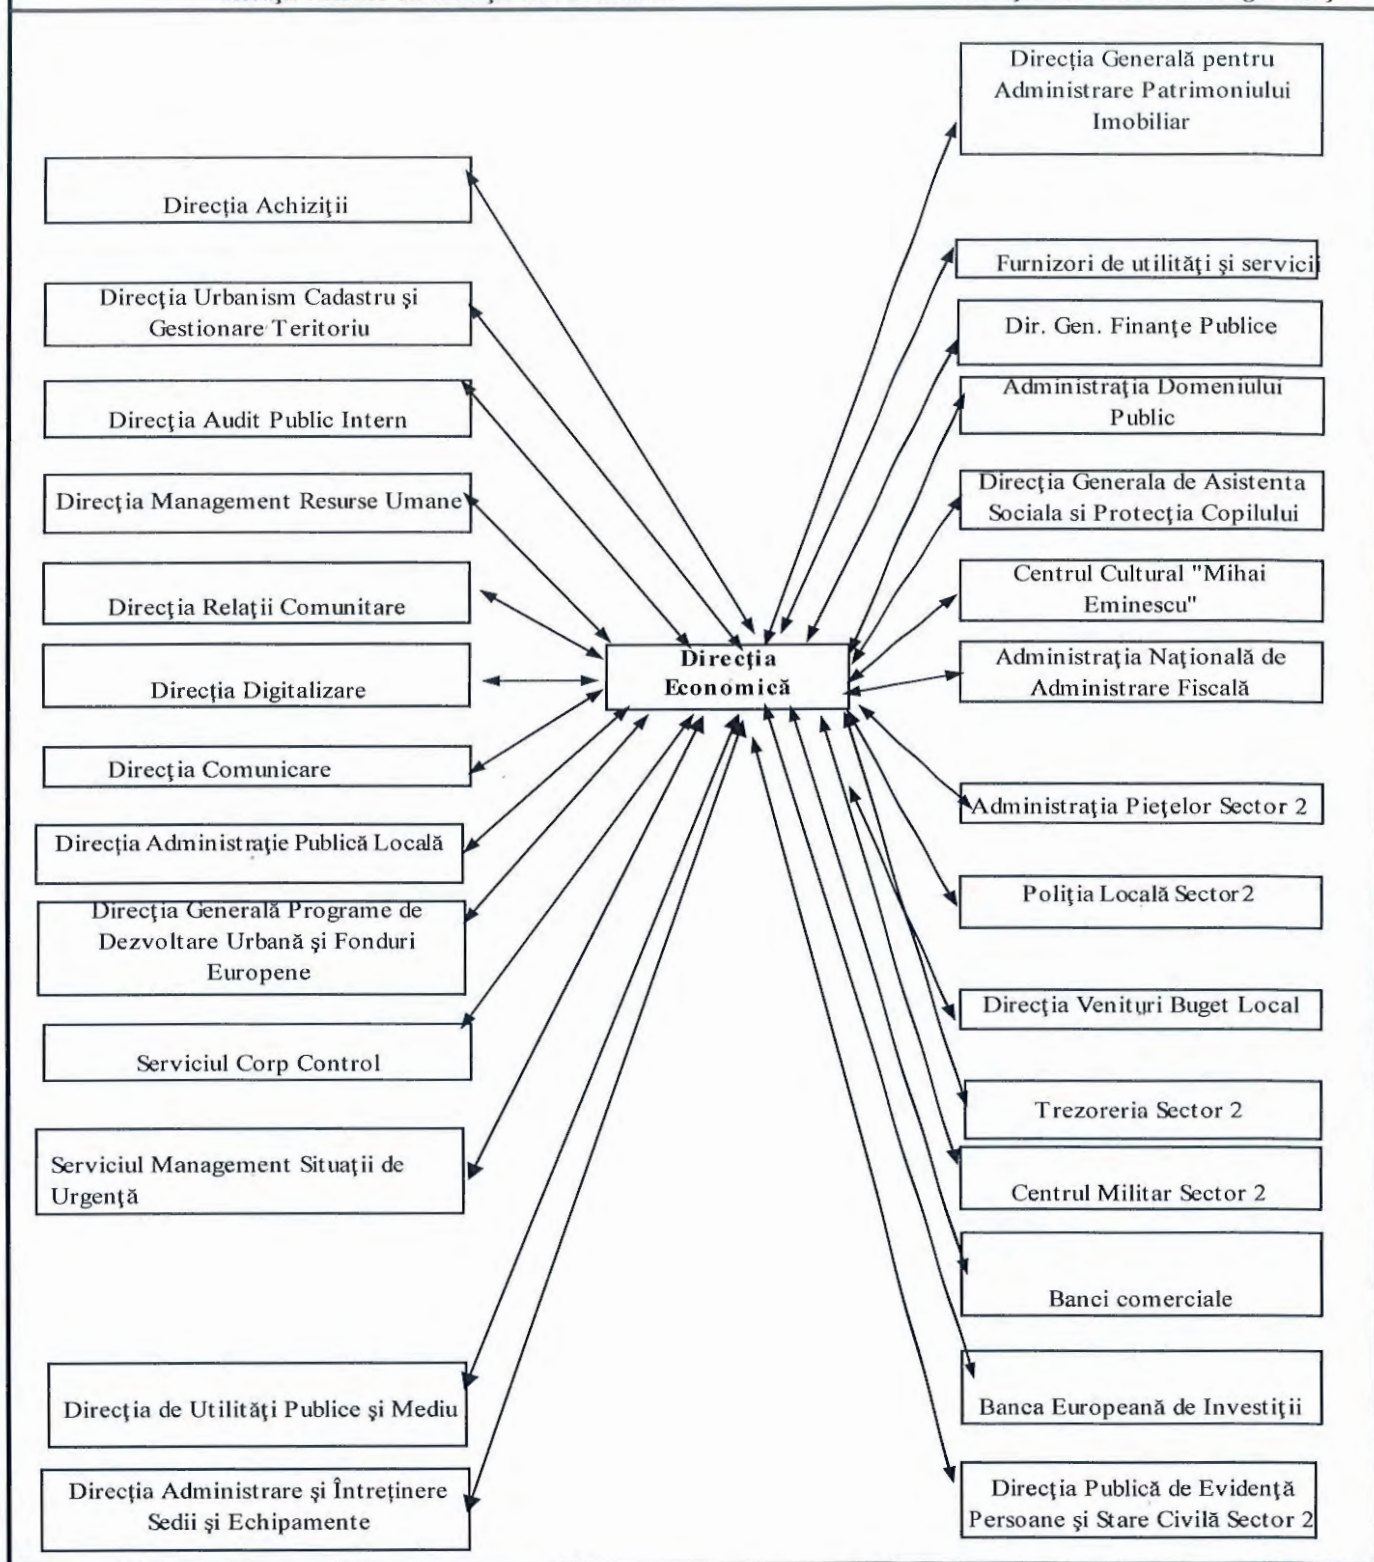 Direcţia Achiziţii
Direcţia Urbanism Cadastru şi
Gestionare Teritoriu
Direcţia Audit Public Intern
Direcţia Management Resurse Umane
Direcţia Relaţii Comunitare
Direcţia Digitalizare
Direcţia Comunicare
Direcţia Administraţie Publică Locală
Direcţia Generală Programe de
Dezvoltare Urbană şi Fonduri
Europene
Serviciul Corp Control
Serviciul Management Situaţii de
Urgenţă
Direcţia de Utilităţi Publice şi Mediu
Direcţia Administrare şi Întreţinere
Sedii şi Echipamente
Direcţia
Economică
Direcţia Generală pentru
Administrare Patrimoniului
Imobiliar
Furnizori de utilităţi şi servicii
Dir. Gen. Finanţe Publice
Administraţia Domeniului
Public
Direcţia Generala de Asistenta
Sociala si Protecţia Copilului
Centrul Cultural "Mihai
Eminescu"
Administraţia Naţională de
Administrare Fiscală
Administraţia Pieţelor Sector 2
Poliţia Locală Sector2
Direcţia Venituri Buget Local
Trezoreria Sector 2
Centrul Militar Sector 2
Banci comerciale
Banca Europeană de Investiţii
Direcţia Publică de Evidenţă
Persoane şi Stare Civilă Sector 2